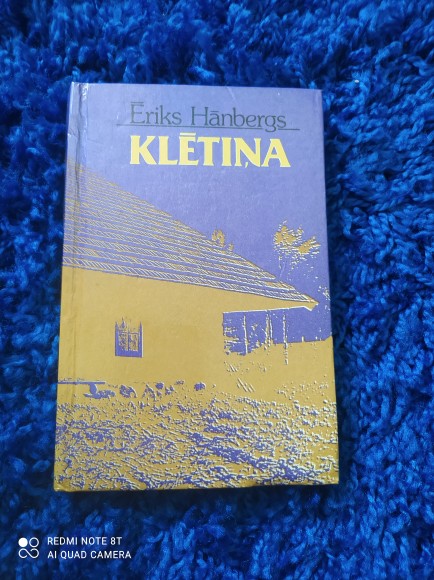 Ēriks Hānbergs
KLĒTIŅA
REDMI NOTE 8T
AI QUAD CAMERA